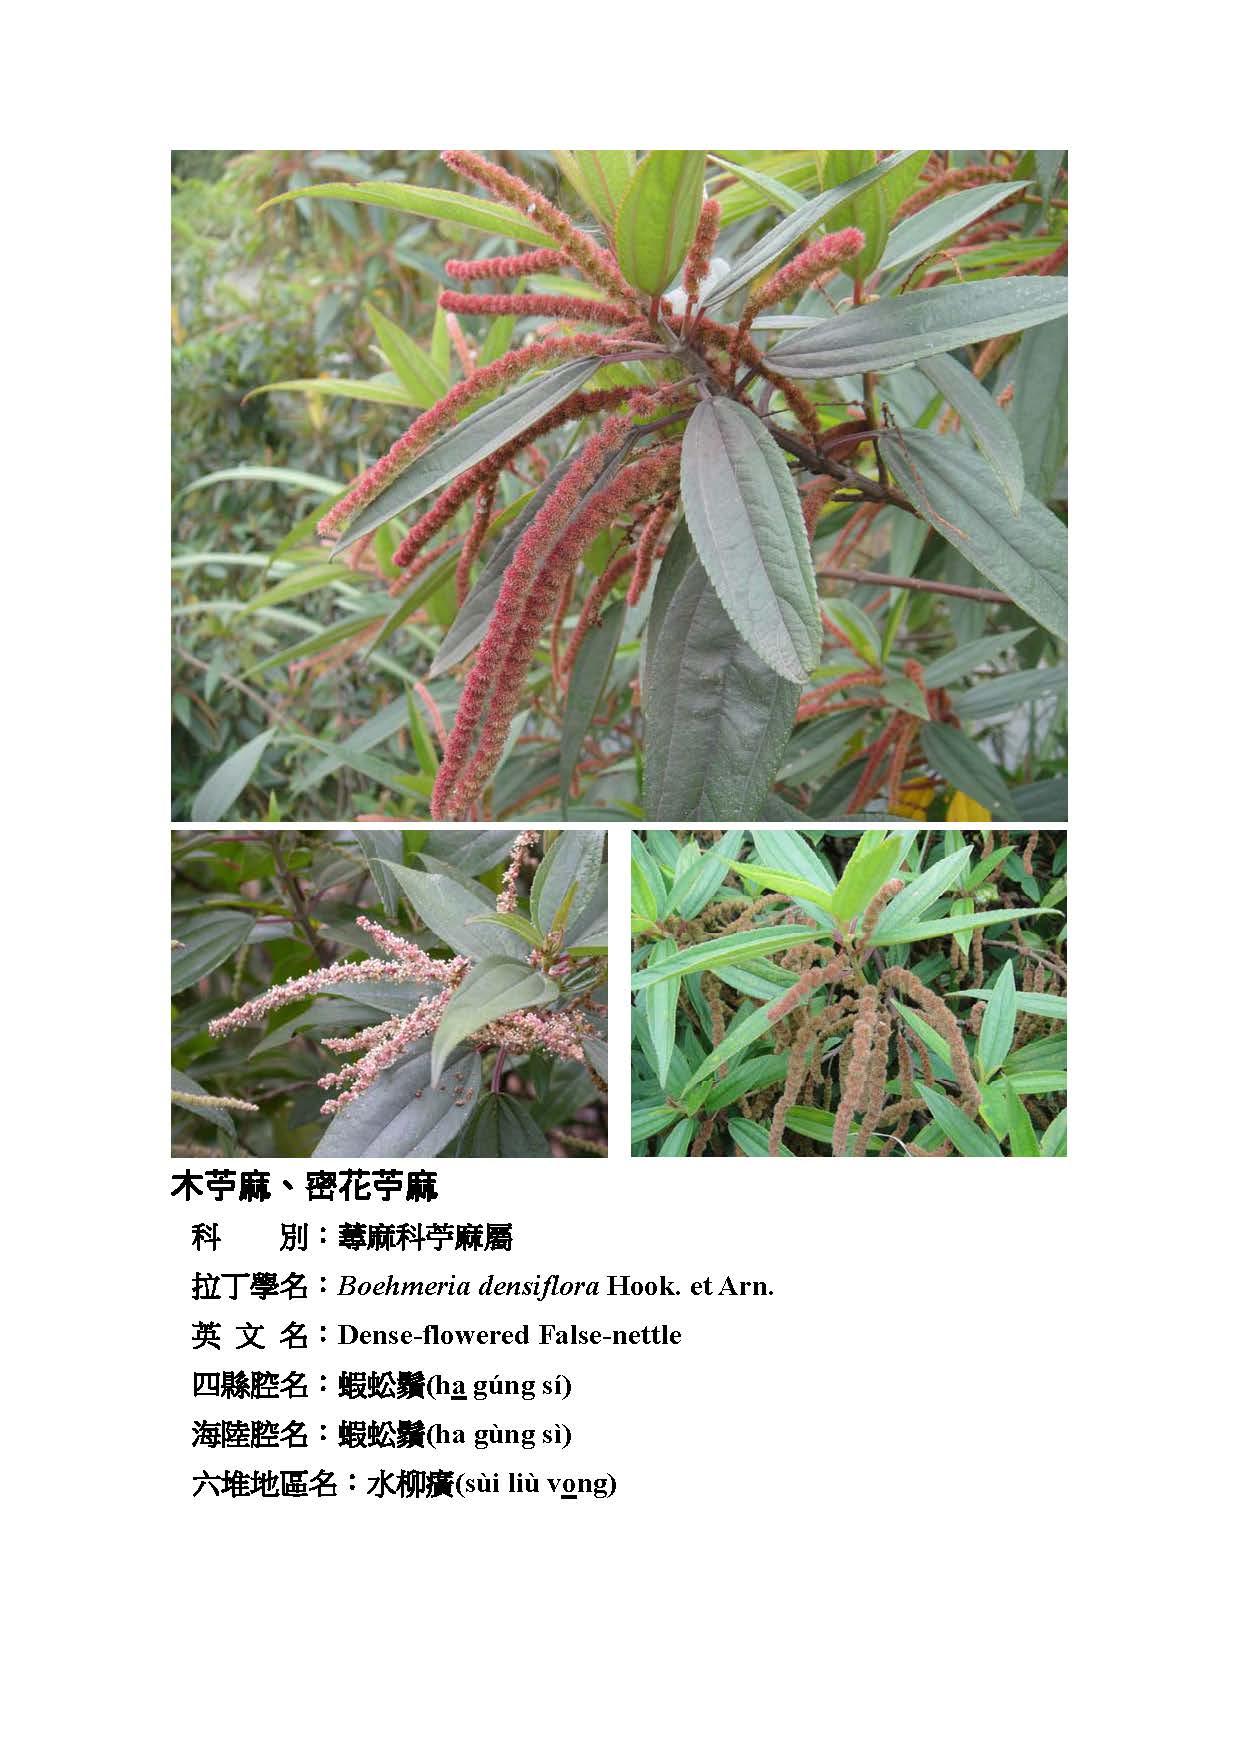 木苧麻、密花苧麻
科　　別：蕁麻科苧麻屬
拉丁學名：Boehmeria densiflora Hook. et Arn.
英 文 名：Dense-flowered False-nettle
四縣腔名：蝦蚣鬚(ha gúng sí)
海陸腔名：蝦蚣鬚(ha gùng sì)
六堆地區名：水柳癀(sùi liù vong)